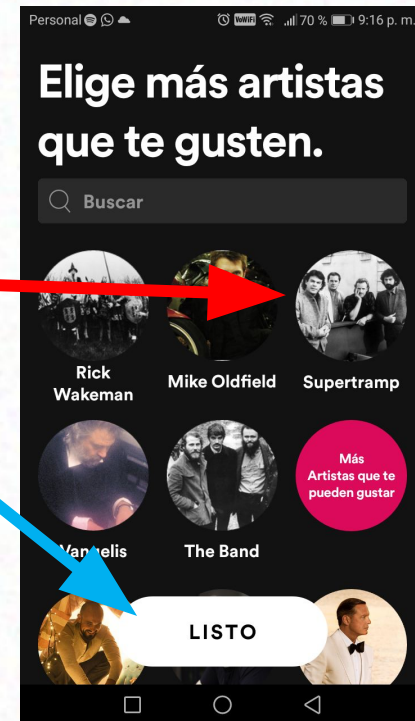 Personal 70 % 9:16 p. m.
Elige más artistas
que te gusten.
Buscar
Rick
Wakeman
Mike Oldfield
Supertramp
Vangelis
The Band
Más
Artistas que te
pueden gustar
LISTO